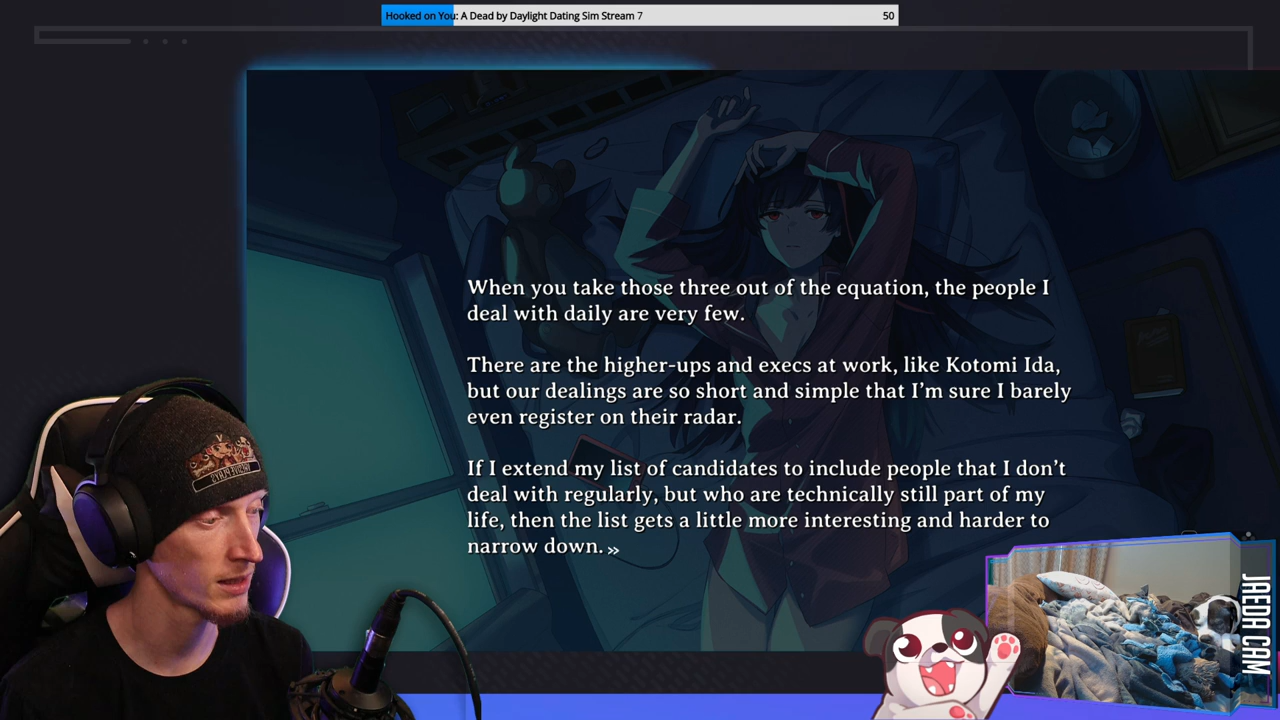 Hooked on You: A Dead by Daylight Dating Sim Stream 7
50
When you take those three out of the equation, the people I
deal with daily are very few.
There are the higher-ups and execs at work, like Kotomi Ida,
but our dealings are so short and simple that I'm sure I barely
even register on their radar.
If I extend my list of candidates to include people that I don't
deal with regularly, but who are technically still part of my
life, then the list gets a little more interesting and harder to
narrow down. »
JAEDA CAM